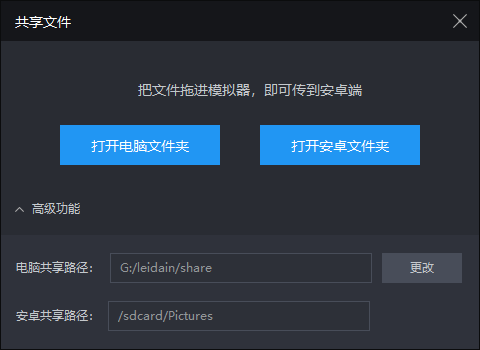 共享文件
把文件拖进模拟器，即可传到安卓端
打开电脑文件夹 打开安卓文件夹
高级功能
电脑共享路径： G:/leidain/share 更改
安卓共享路径： /sdcard/Pictures